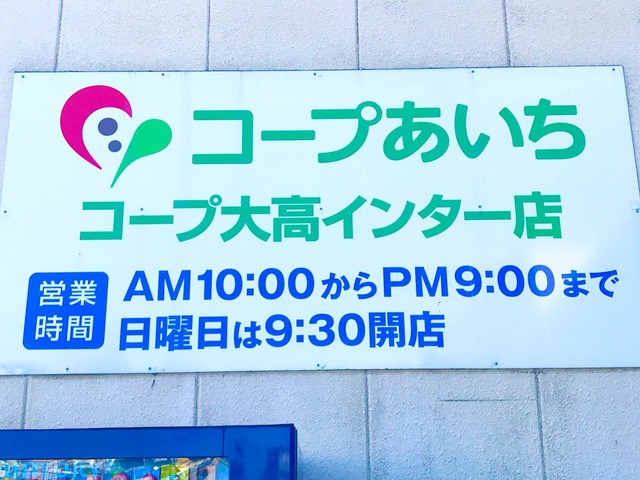 コープあいち
コープ大高インター店
営業時間
AM10:00からPM9:00まで
日曜日は9:30開店